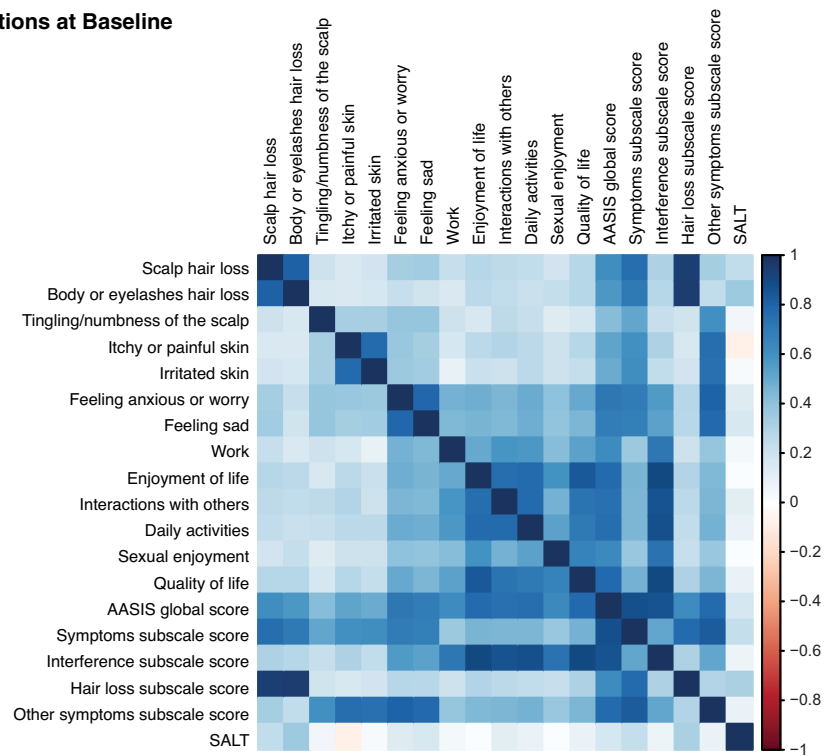 tions at Baseline
Scalp hair loss
Body or eyelashes hair loss
Tingling/numbness of the scalp
Itchy or painful skin
Irritated skin
Feeling anxious or worry
Feeling sad
Work
Enjoyment of life
Interactions with others
Daily activities
Sexual enjoyment
Quality of life
AASIS global score
Symptoms subscale score
Interference subscale score
Hair loss subscale score
Other symptoms subscale score
SALT
Scalp hair loss
Body or eyelashes hair loss
Tingling/numbness of the scalp
Itchy or painful skin
Irritated skin
Feeling anxious or worry
Feeling sad
Work
Enjoyment of life
Interactions with others
Daily activities
Sexual enjoyment
Quality of life
AASIS global score
Symptoms subscale score
Interference subscale score
Hair loss subscale score
Other symptoms subscale score
SALT
1
0.8
0.6
0.4
0.2
0
−0.2
−0.4
−0.6
−0.8
−1